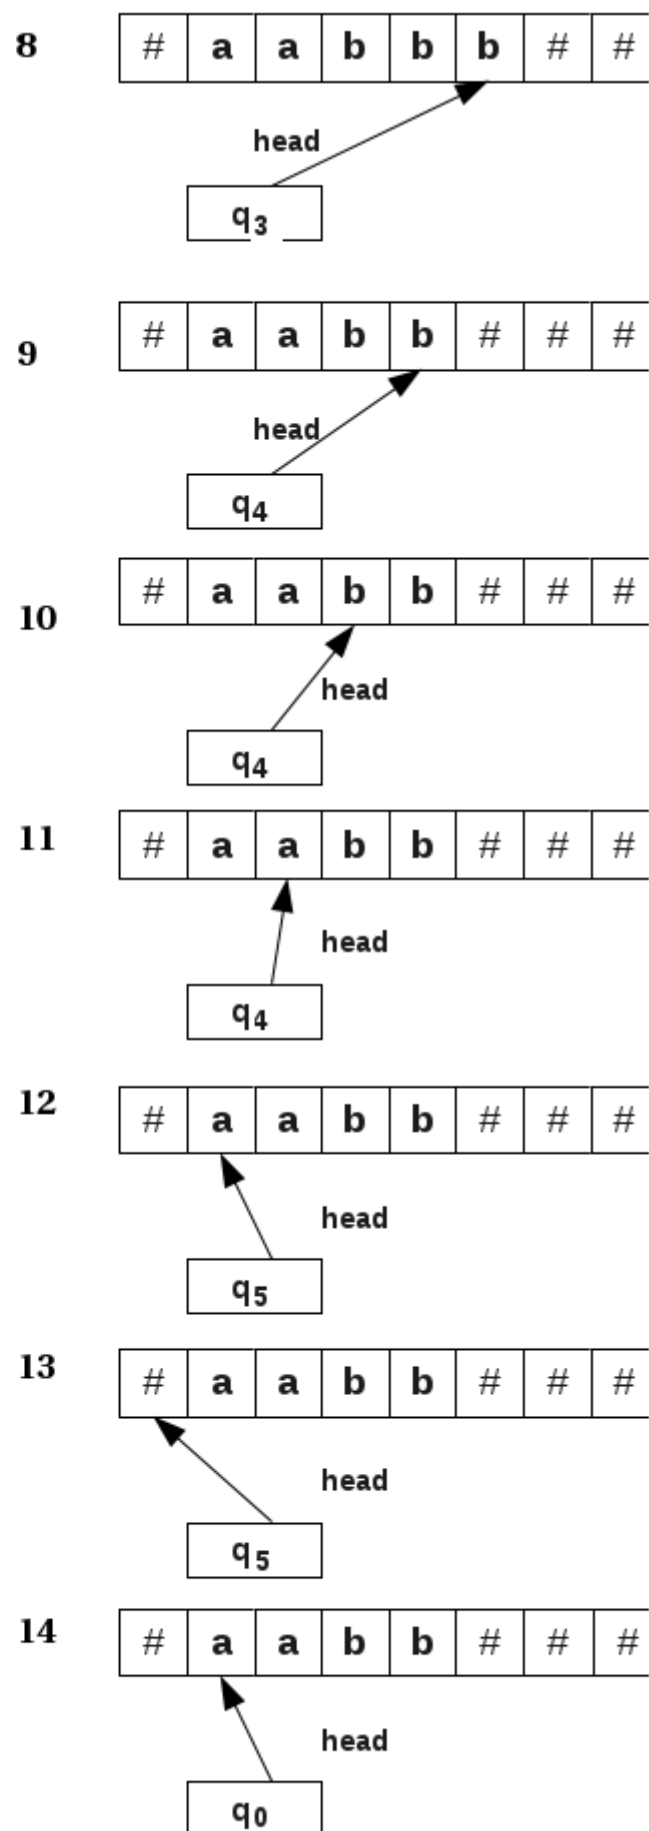 8 # a a b b b # #
head
q3
9 # a a b b # # #
head
q4
10 # a a b b # # #
head
q4
11 # a a b b # # #
head
q4
12 # a a b b # # #
head
q5
13 # a a b b # # #
head
q5
14 # a a b b # # #
head
q0